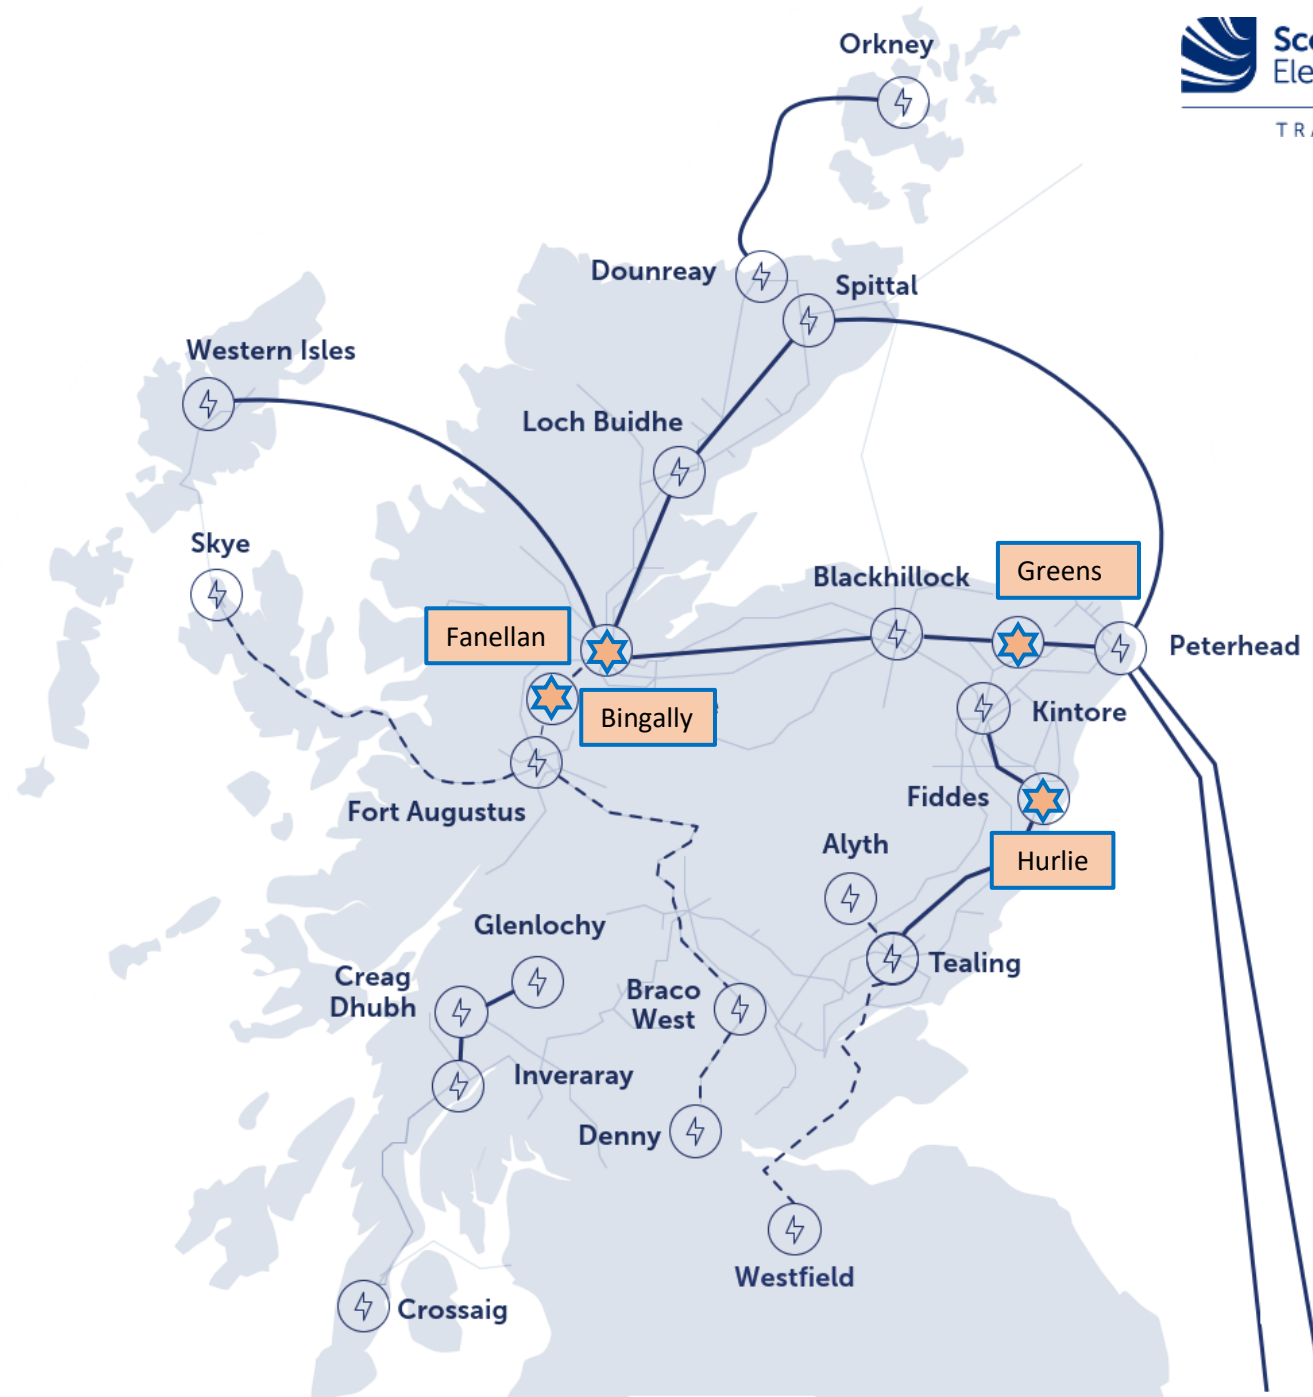 Orkney
Dounreay
Spittal
Western Isles
Loch Buidhe
Skye
Blackhillock
Greens
Fanellan
Peterhead
Bingally
Kintore
Fort Augustus
Fiddes
Alyth
Hurlie
Glenlochy
Creag
Dhubh
Braco
West
Tealing
Inveraray
Denny
Westfield
Crossaig